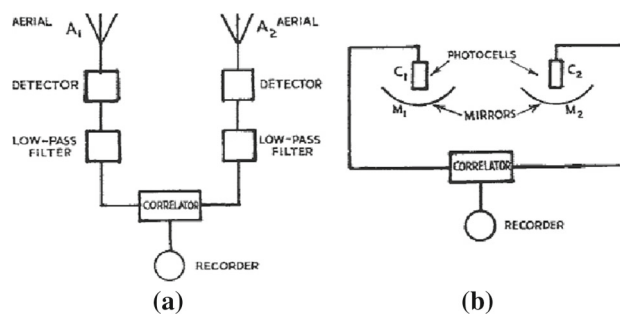 AERIAL A1 A2 AERIAL
DETECTOR DETECTOR
LOW-PASS FILTER LOW-PASS FILTER
CORRELATOR
RECORDER
(a)
C1 PHOTOCELLS C2
M1 MIRRORS M2
CORRELATOR
RECORDER
(b)